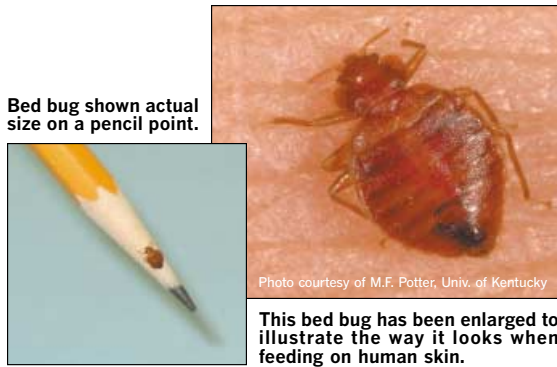 Bed bug shown actual
size on a pencil point.
Photo courtesy of M.F. Potter, Univ. of Kentucky
This bed bug has been enlarged to
illustrate the way it looks when
feeding on human skin.